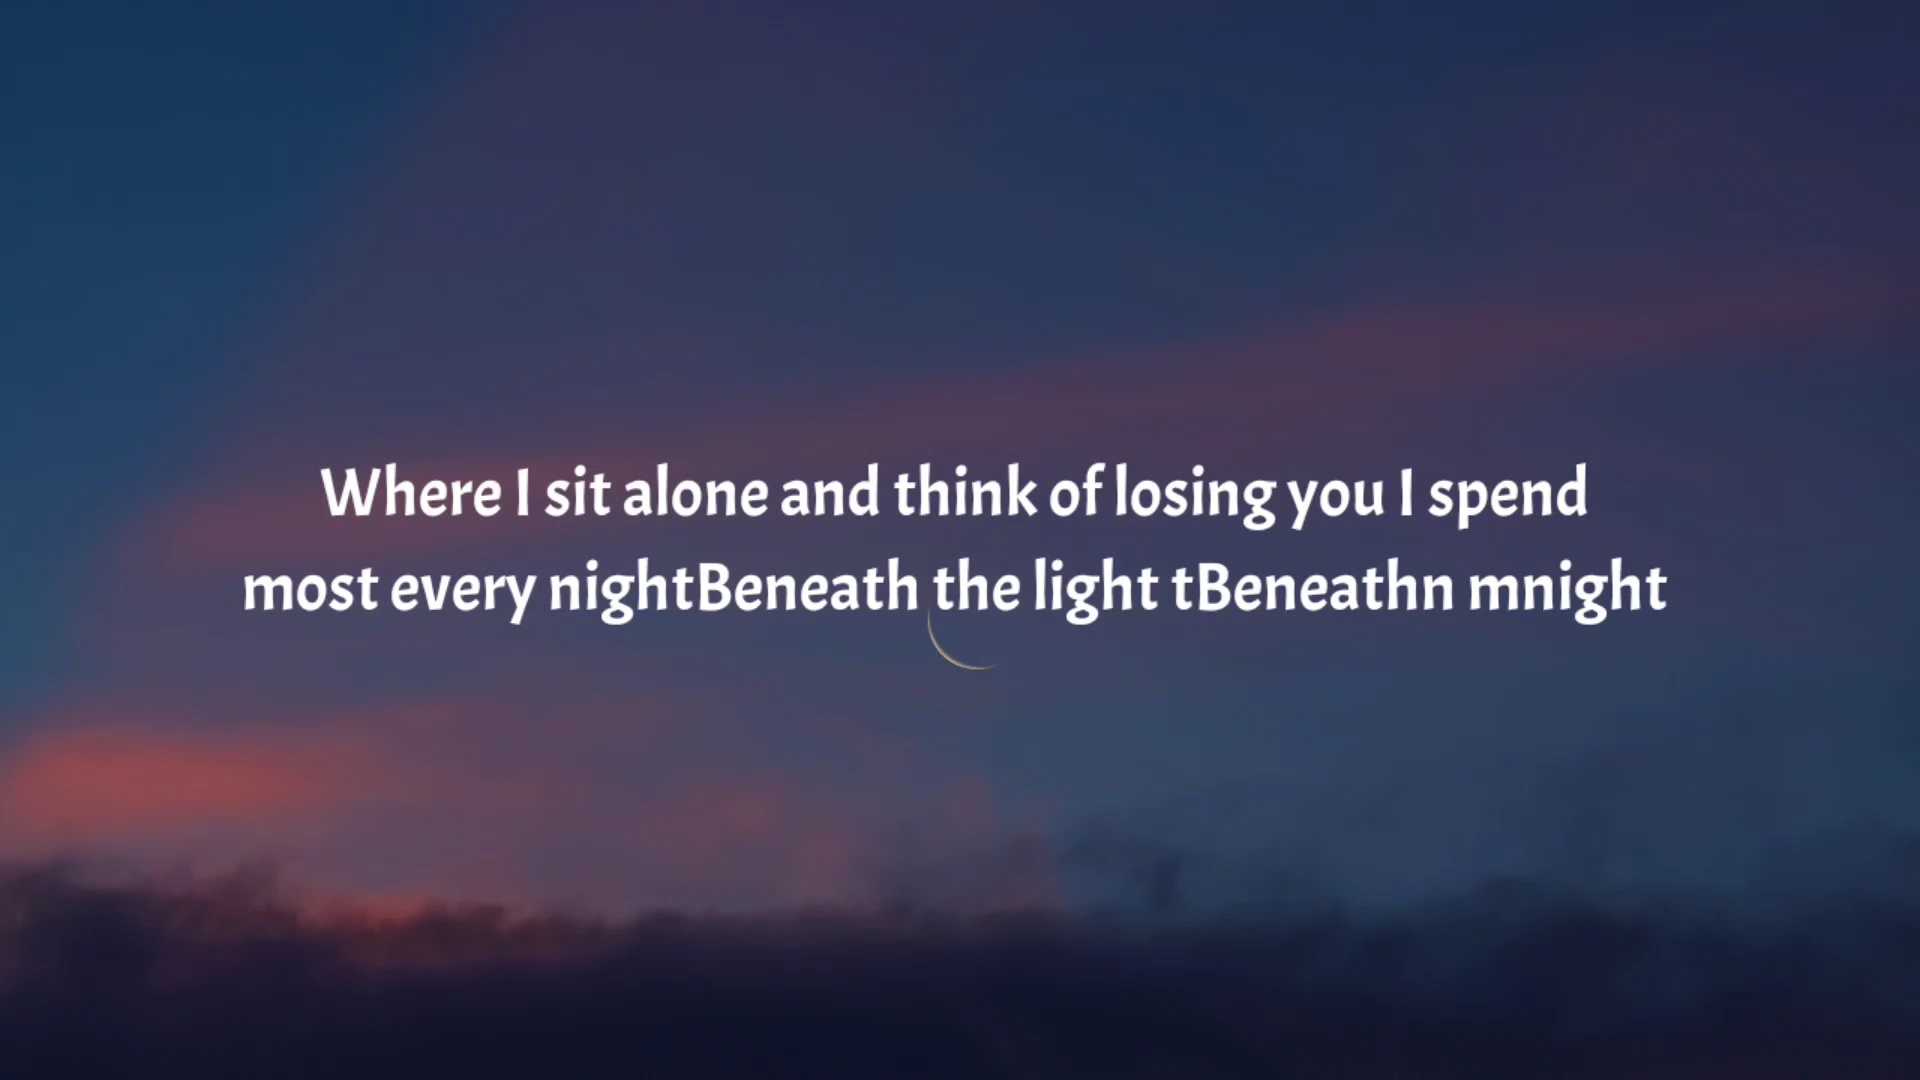 Where I sit alone and think of losing you I spend
most every nightBeneath the light tBeneathn mnight